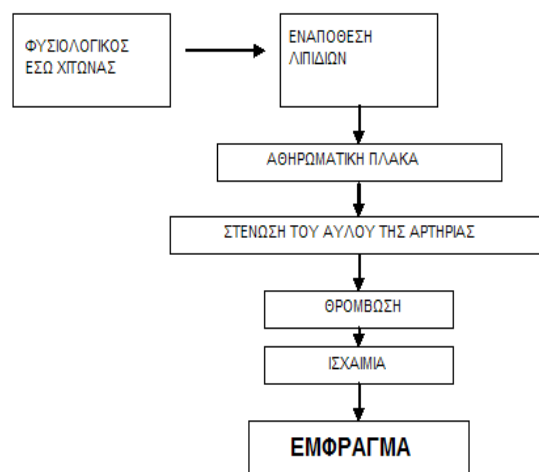 ΦΥΣΙΟΛΟΓΙΚΟΣ
ΕΣΩ ΧΙΤΩΝΑΣ
ΕΝΑΠΟΘΕΣΗ
ΛΙΠΙΔΙΩΝ
ΑΘΗΡΩΜΑΤΙΚΗ ΠΛΑΚΑ
ΣΤΕΝΩΣΗ ΤΟΥ ΑΥΛΟΥ ΤΗΣ ΑΡΤΗΡΙΑΣ
ΘΡΟΜΒΩΣΗ
ΙΣΧΑΙΜΙΑ
ΕΜΦΡΑΓΜΑ